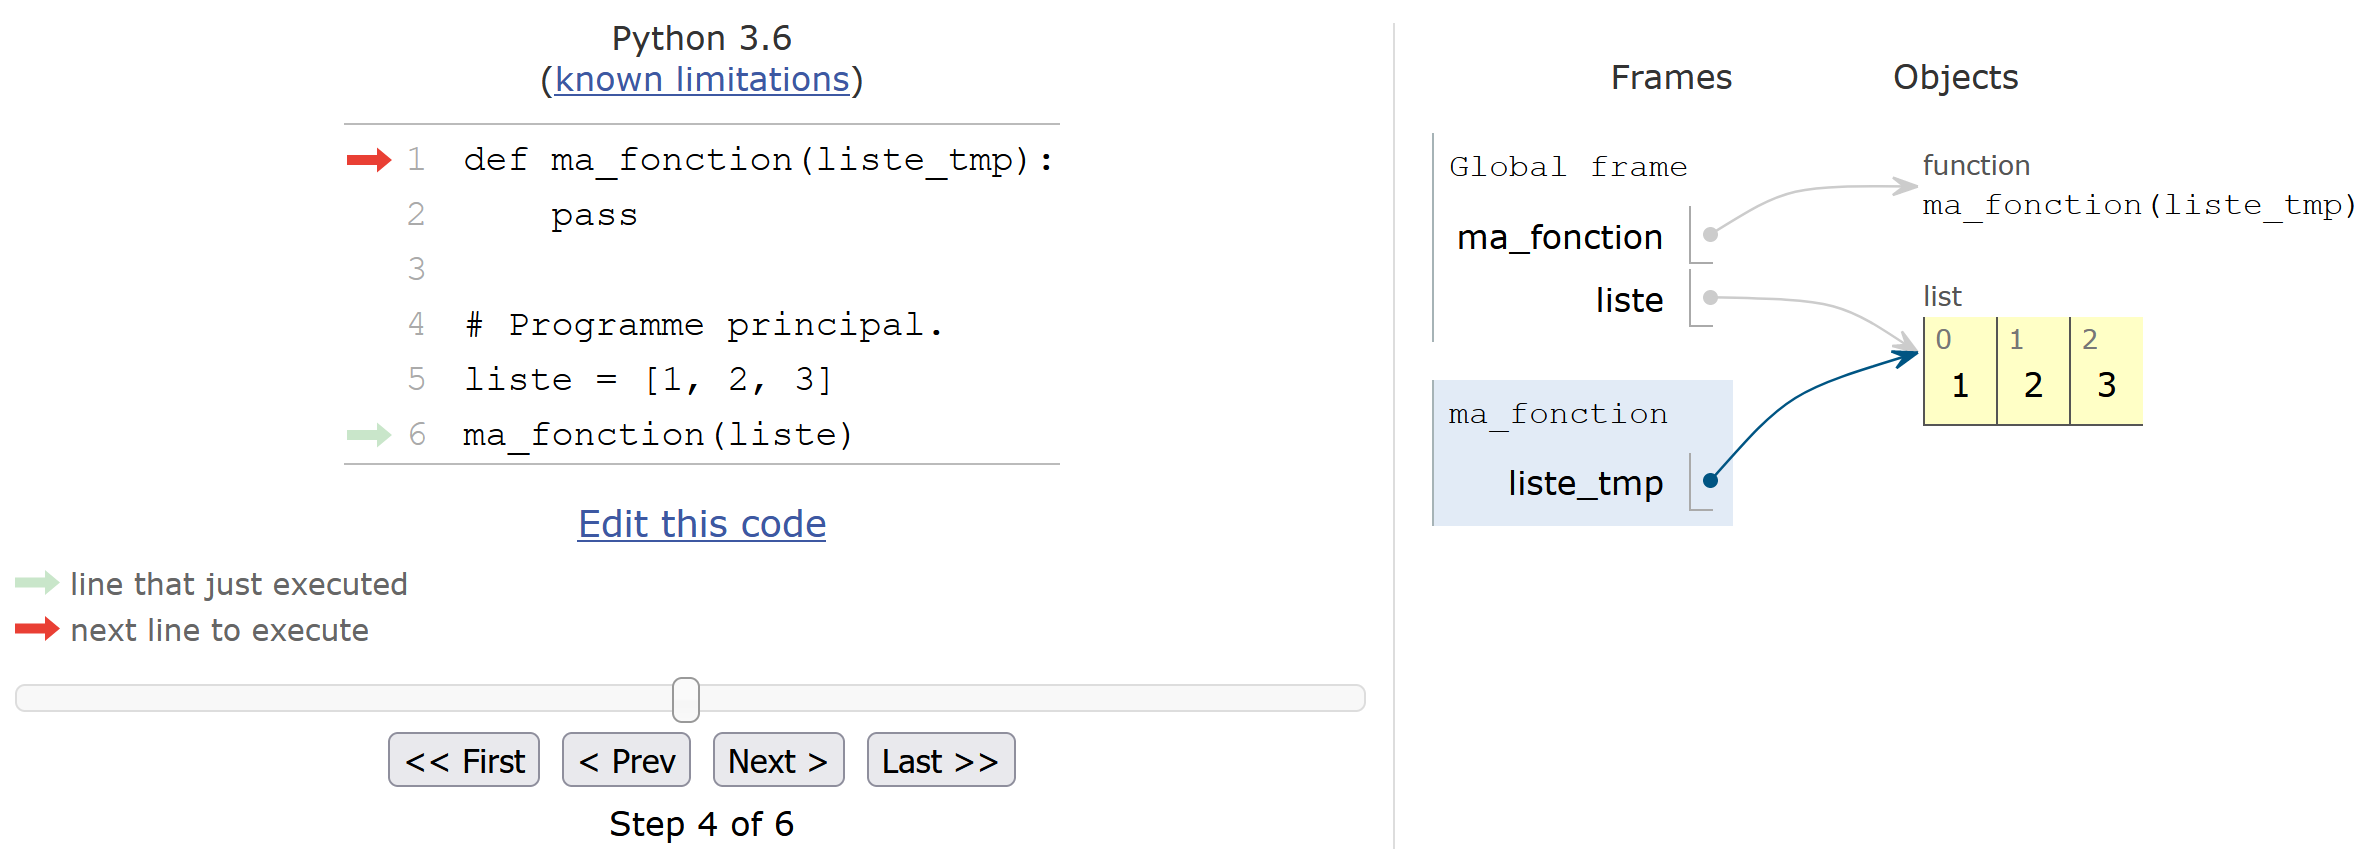 Python 3.6
(known limitations)
1 def ma_fonction(liste_tmp):
2     pass
3
4 # Programme principal.
5 liste = [1, 2, 3]
6 ma_fonction(liste)
Edit this code
line that just executed
next line to execute
<< First < Prev Next > Last >>
Step 4 of 6
Frames Objects
Global frame
ma_fonction
liste
function
ma_fonction(liste_tmp)
list
0 1 2
1 2 3
ma_fonction
liste_tmp